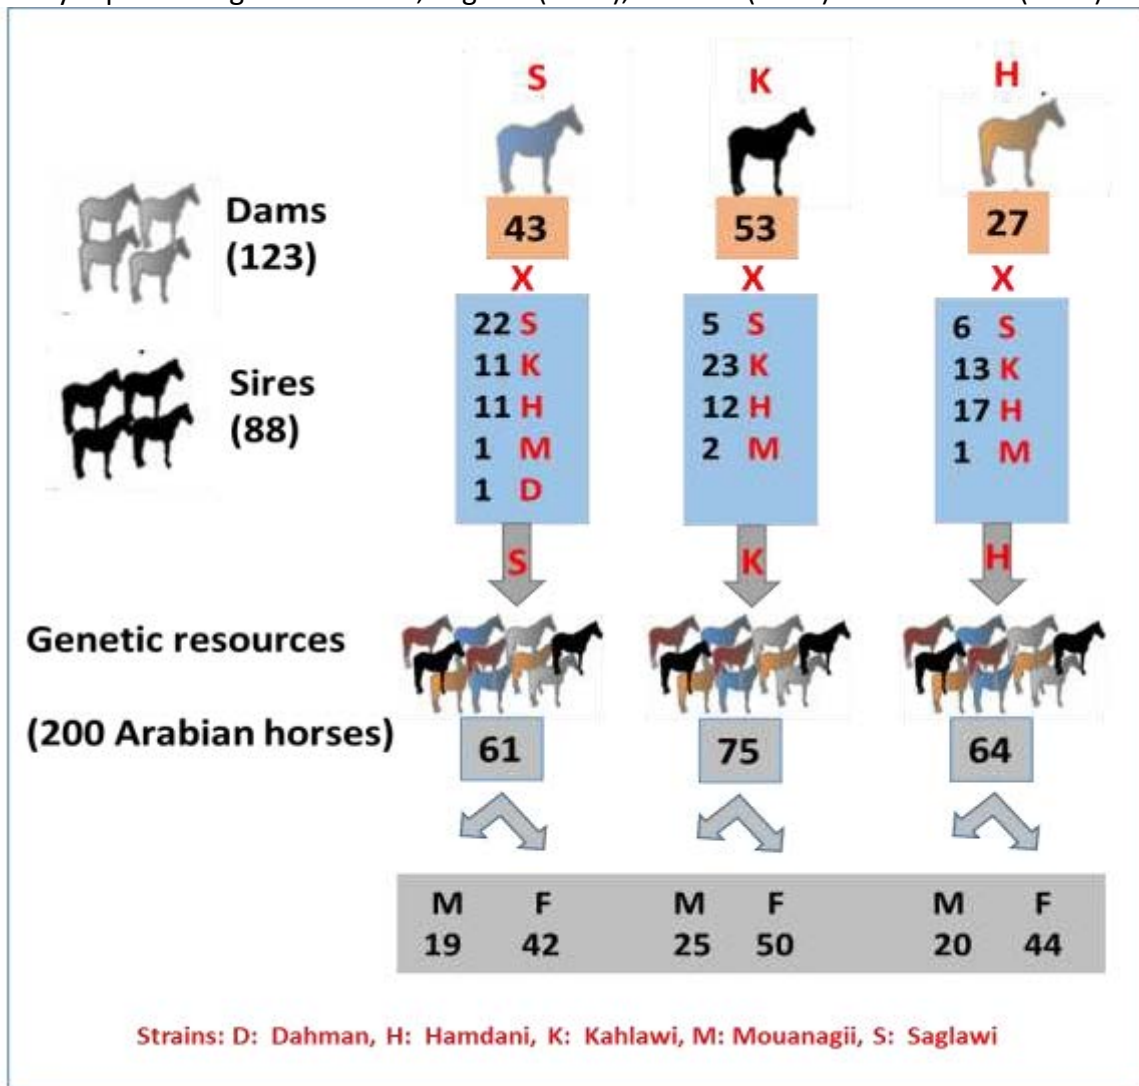 S K H
Dams
(123)
43 53 27
X X X
Sires
(88)
22 S
11 K
11 H
1 M
1 D
5 S
23 K
12 H
2 M
6 S
13 K
17 H
1 M
S K H
Genetic resources
(200 Arabian horses)
61 75 64
M F M F M F
19 42 25 50 20 44
Strains: D: Dahman, H: Hamdani, K: Kahlawi, M: Mouanagii, S: Saglawi